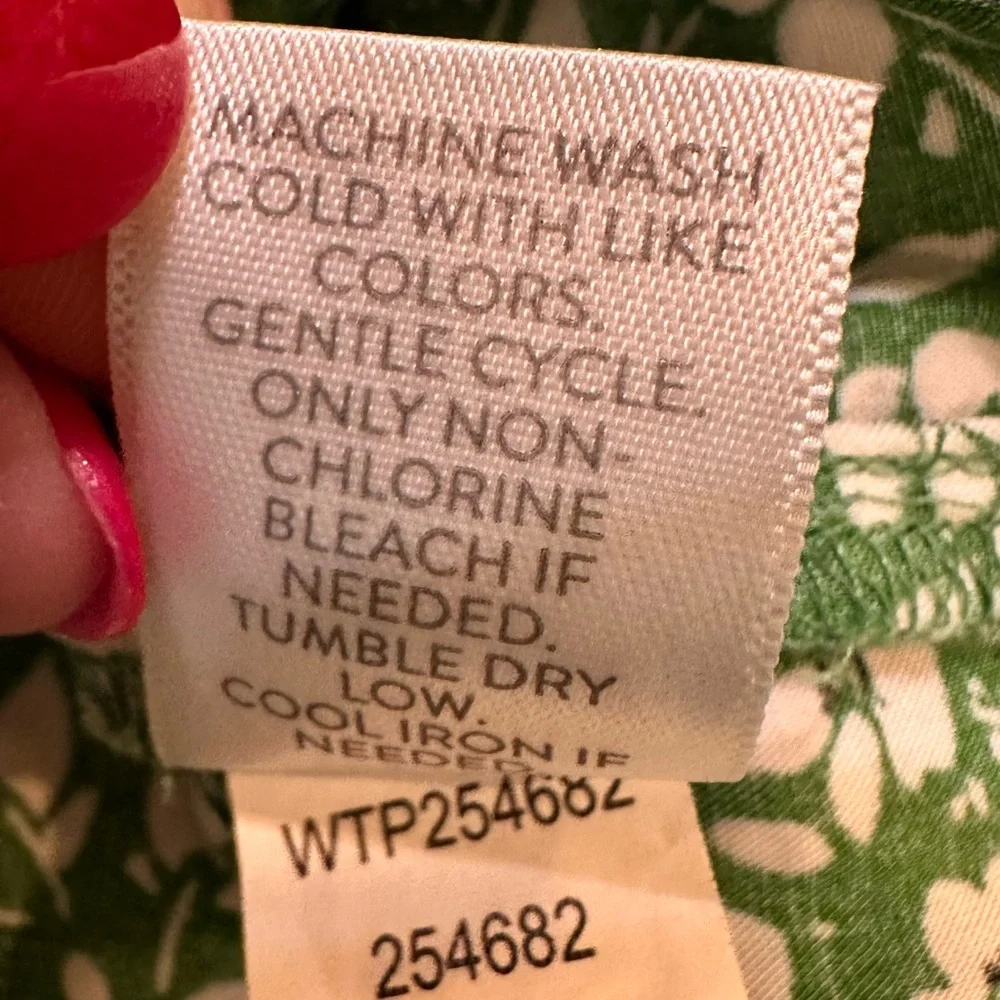 MACHINE WASH
COLD WITH LIKE
COLORS.
GENTLE CYCLE.
ONLY NON-
CHLORINE
BLEACH IF
NEEDED.
TUMBLE DRY
LOW.
COOL IRON IF
NEEDED.
WTP254682
254682